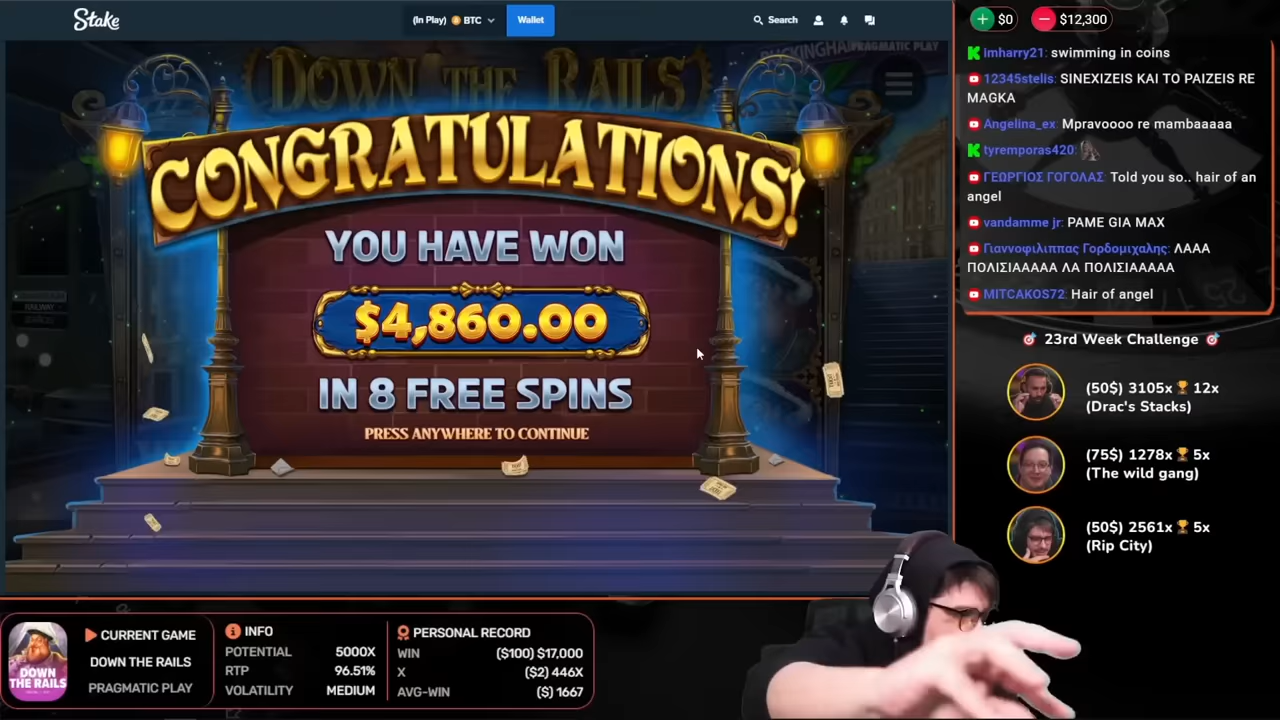 Stake
(In Play) BTC
Wallet
Search
$0
$12,300
DOWN THE RAILS
PRAGMATIC PLAY
CONGRATULATIONS!
YOU HAVE WON
$4,860.00
IN 8 FREE SPINS
PRESS ANYWHERE TO CONTINUE
imharry21: swimming in coins
12345stelis: SINEXIZEIS KAI TO PAIZEIS RE
MAGKA
Angelina_ex: Mpravoooo re mambaaaaa
tyremporas420:
ΓΕΩΡΓΙΟΣ ΓΟΓΟΛΑΣ: Told you so.. hair of an
angel
vandamme jr: PAME GIA MAX
Γιαννοφιλιππας Γορδομιχαλης: ΛΑΑΑ
ΠΟΛΙΣΙΑΑΑΑΑ ΛΑ ΠΟΛΙΣΙΑΑΑΑΑ
MITCAKOS72: Hair of angel
23rd Week Challenge
(50$) 3105x 🏆 12x
(Drac's Stacks)
(75$) 1278x 🏆 5x
(The wild gang)
(50$) 2561x 🏆 5x
(Rip City)
DOWN
THE RAILS
CURRENT GAME
DOWN THE RAILS
PRAGMATIC PLAY
INFO
POTENTIAL 5000X
RTP 96.51%
VOLATILITY MEDIUM
PERSONAL RECORD
WIN ($100) $17,000
X ($2) 446X
AVG-WIN ($) 1667